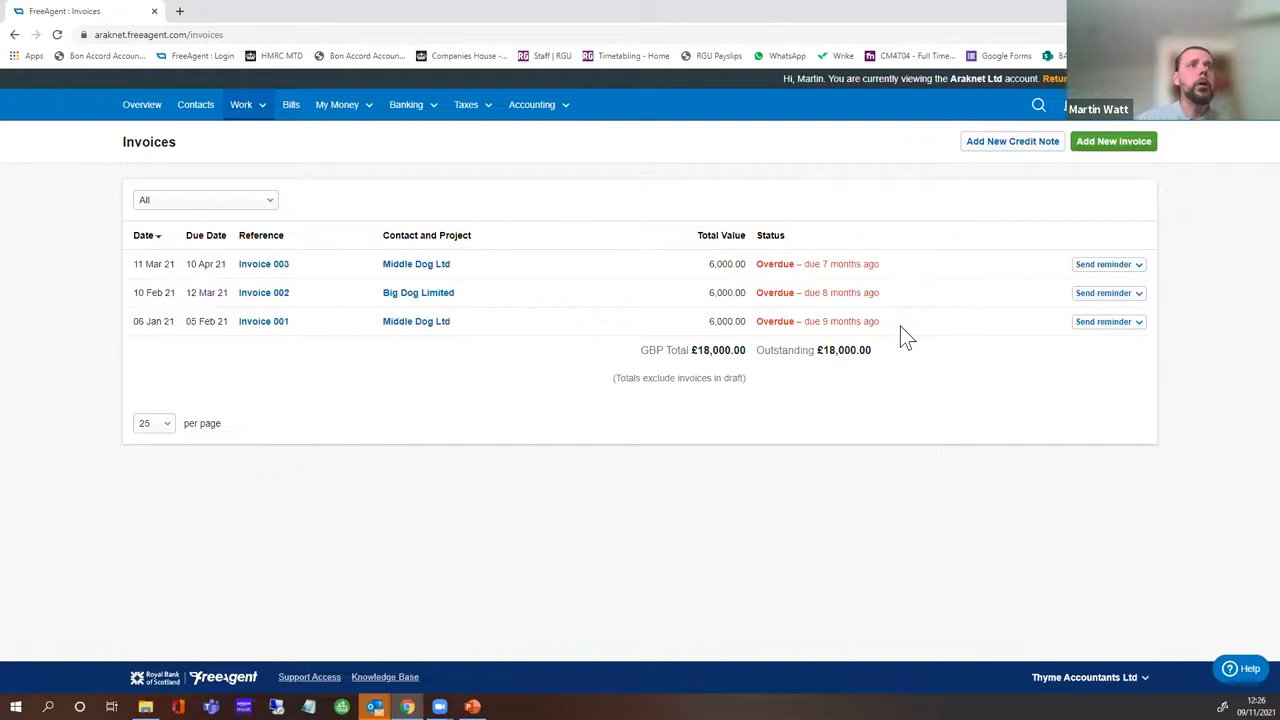 FreeAgent : Invoices
araknet.freeagent.com/invoices
Apps Bon Accord Accoun... FreeAgent : Login HMRC MTD Bon Accord Accoun... Companies House -... Staff | RGU Timetabling - Home RGU Payslips WhatsApp Wrike CM4704 - Full Time... Google Forms
Hi, Martin. You are currently viewing the Araknet Ltd account.
Overview Contacts Work Bills My Money Banking Taxes Accounting
Martin Watt
Invoices
Add New Credit Note Add New Invoice
All
Date Due Date Reference Contact and Project Total Value Status
11 Mar 21 10 Apr 21 Invoice 003 Middle Dog Ltd 6,000.00 Overdue – due 7 months ago Send reminder
10 Feb 21 12 Mar 21 Invoice 002 Big Dog Limited 6,000.00 Overdue – due 8 months ago Send reminder
06 Jan 21 05 Feb 21 Invoice 001 Middle Dog Ltd 6,000.00 Overdue – due 9 months ago Send reminder
GBP Total £18,000.00 Outstanding £18,000.00
(Totals exclude invoices in draft)
25 per page
Royal Bank of Scotland FreeAgent Support Access Knowledge Base Thyme Accountants Ltd
Help
12:26
09/11/2021